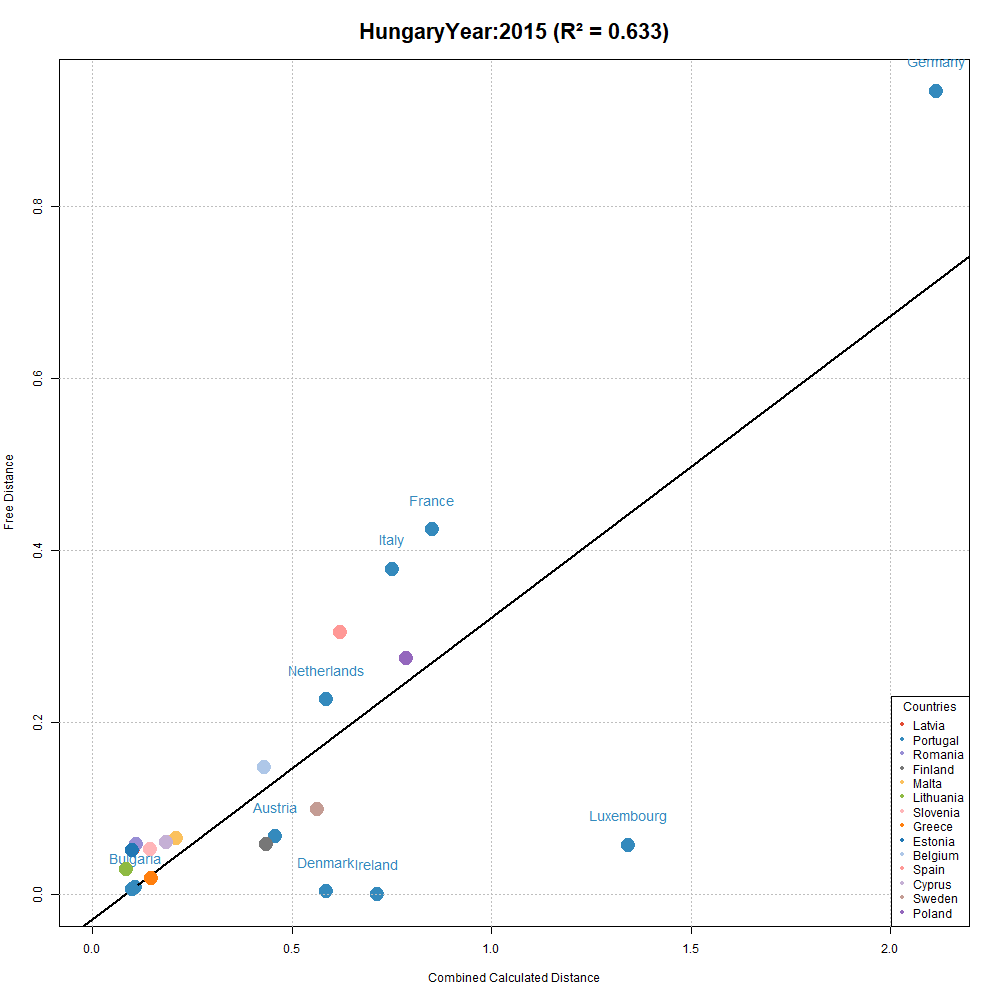 HungaryYear:2015 (R² = 0.633)
Germany
0.8
0.6
France
Free Distance
Italy
0.4
Netherlands
0.2
Countries
Latvia
Portugal
Romania
Finland
Malta
Lithuania
Slovenia
Greece
Estonia
Belgium
Spain
Cyprus
Sweden
Poland
Austria
Luxembourg
Bulgaria
Denmark
Ireland
0.0
0.0 0.5 1.0 1.5 2.0
Combined Calculated Distance